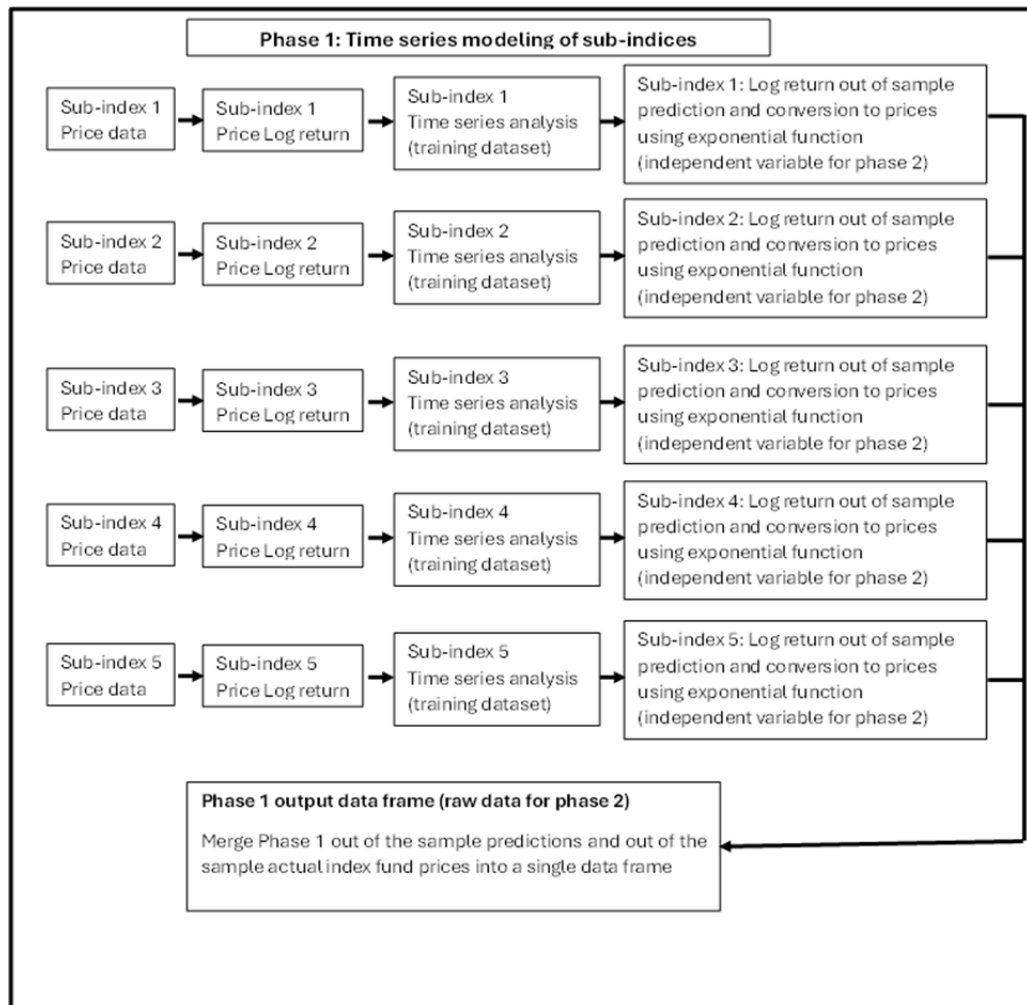 Phase 1: Time series modeling of sub-indices
Sub-index 1
Price data
Sub-index 1
Price Log return
Sub-index 1
Time series analysis
(training dataset)
Sub-index 1: Log return out of sample
prediction and conversion to prices
using exponential function
(independent variable for phase 2)
Sub-index 2
Price data
Sub-index 2
Price Log return
Sub-index 2
Time series analysis
(training dataset)
Sub-index 2: Log return out of sample
prediction and conversion to prices
using exponential function
(independent variable for phase 2)
Sub-index 3
Price data
Sub-index 3
Price Log return
Sub-index 3
Time series analysis
(training dataset)
Sub-index 3: Log return out of sample
prediction and conversion to prices
using exponential function
(independent variable for phase 2)
Sub-index 4
Price data
Sub-index 4
Price Log return
Sub-index 4
Time series analysis
(training dataset)
Sub-index 4: Log return out of sample
prediction and conversion to prices
using exponential function
(independent variable for phase 2)
Sub-index 5
Price data
Sub-index 5
Price Log return
Sub-index 5
Time series analysis
(training dataset)
Sub-index 5: Log return out of sample
prediction and conversion to prices
using exponential function
(independent variable for phase 2)
Phase 1 output data frame (raw data for phase 2)
Merge Phase 1 out of the sample predictions and out of the
sample actual index fund prices into a single data frame